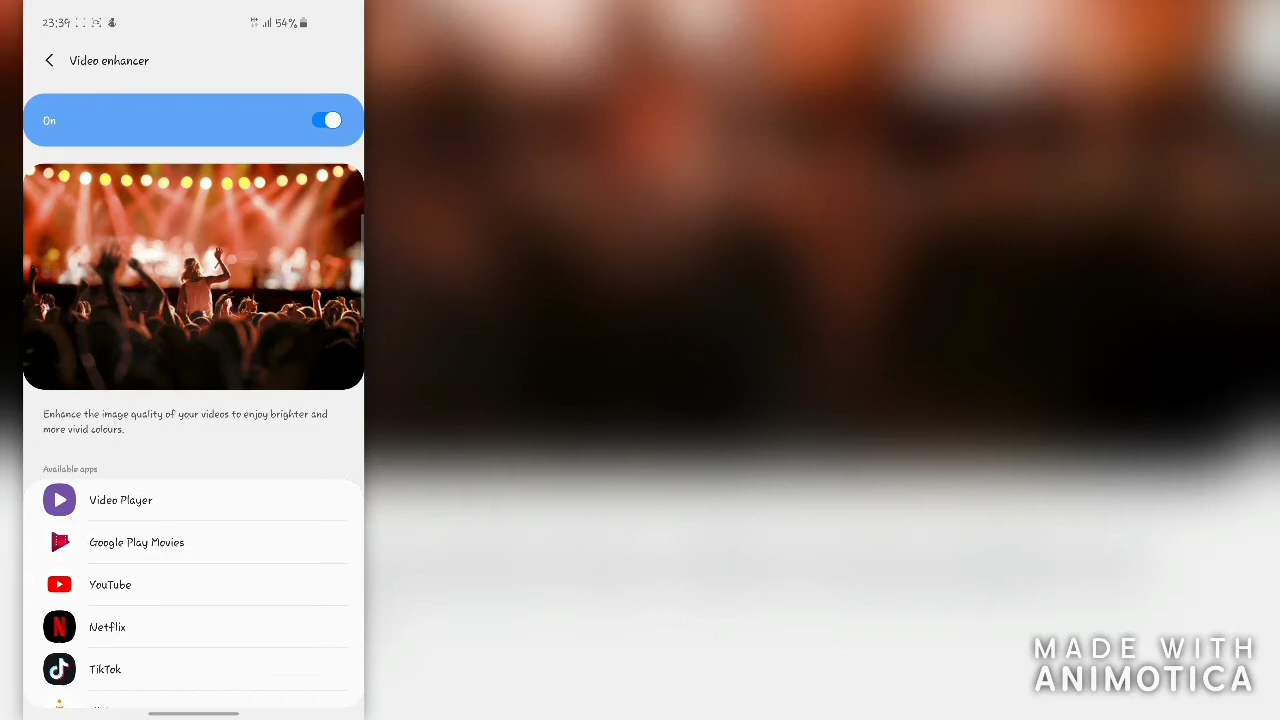 23:39
54%
Video enhancer
On
Enhance the image quality of your videos to enjoy brighter and
more vivid colours.
Available apps
Video Player
Google Play Movies
YouTube
Netflix
TikTok
MADE WITH
ANIMOTICA